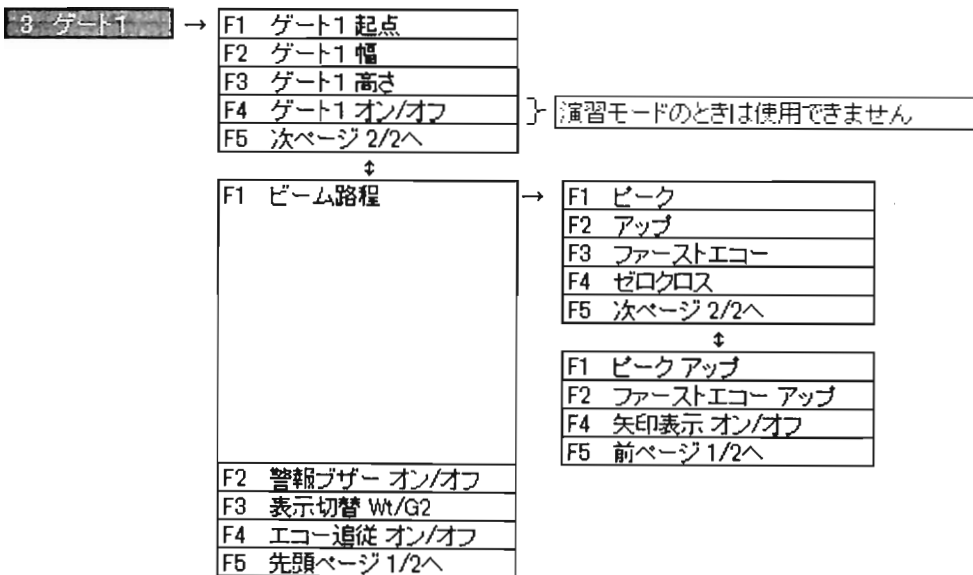 3 ゲート1 → F1 ゲート1 起点
F2 ゲート1 幅
F3 ゲート1 高さ
F4 ゲート1 オン/オフ } 演習モードのときは使用できません
F5 次ページ 2/2へ
↕
F1 ビーム路程 → F1 ピーク
F2 アップ
F3 ファーストエコー
F4 ゼロクロス
F5 次ページ 2/2へ
↕
F1 ピーク アップ
F2 ファーストエコー アップ
F4 矢印表示 オン/オフ
F5 前ページ 1/2へ
F2 警報ブザー オン/オフ
F3 表示切替 Wt/G2
F4 エコー追従 オン/オフ
F5 先頭ページ 1/2へ